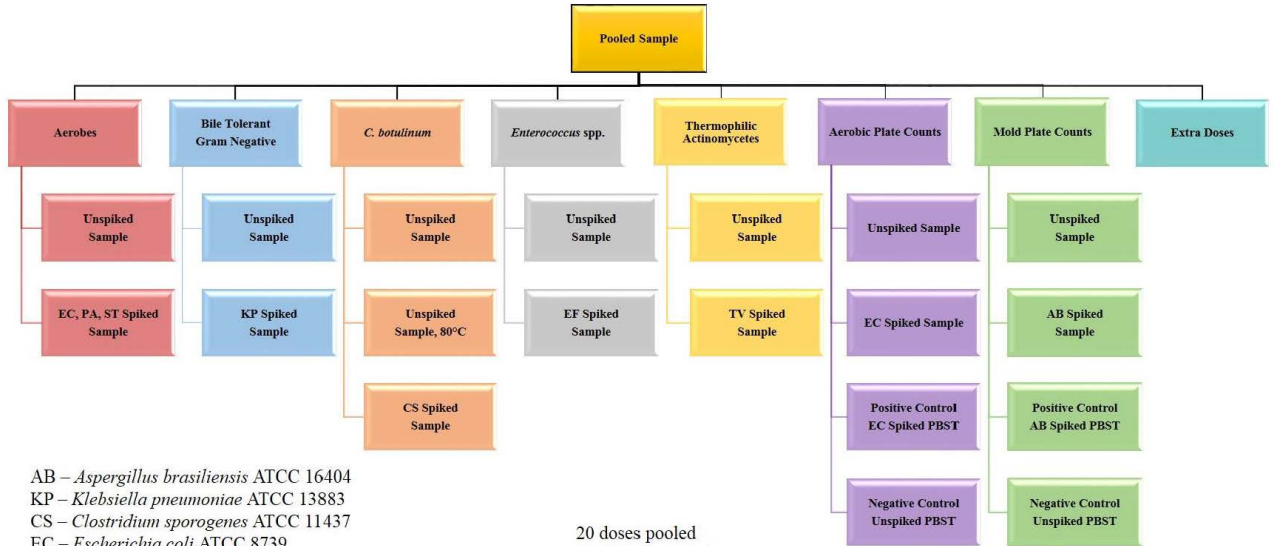 Pooled Sample
Aerobes
Bile Tolerant
Gram Negative
C. botulinum
Enterococcus spp.
Thermophilic
Actinomycetes
Aerobic Plate Counts
Mold Plate Counts
Extra Doses
Unspiked
Sample
Unspiked
Sample
Unspiked
Sample
Unspiked
Sample
Unspiked
Sample
Unspiked Sample
Unspiked
Sample
EC, PA, ST Spiked
Sample
KP Spiked
Sample
Unspiked
Sample, 80°C
EF Spiked
Sample
TV Spiked
Sample
EC Spiked Sample
AB Spiked
Sample
CS Spiked
Sample
Positive Control
EC Spiked PBST
Positive Control
AB Spiked PBST
Negative Control
Unspiked PBST
Negative Control
Unspiked PBST
AB – Aspergillus brasiliensis ATCC 16404
KP – Klebsiella pneumoniae ATCC 13883
CS – Clostridium sporogenes ATCC 11437
EC – Escherichia coli ATCC 8739
20 doses pooled